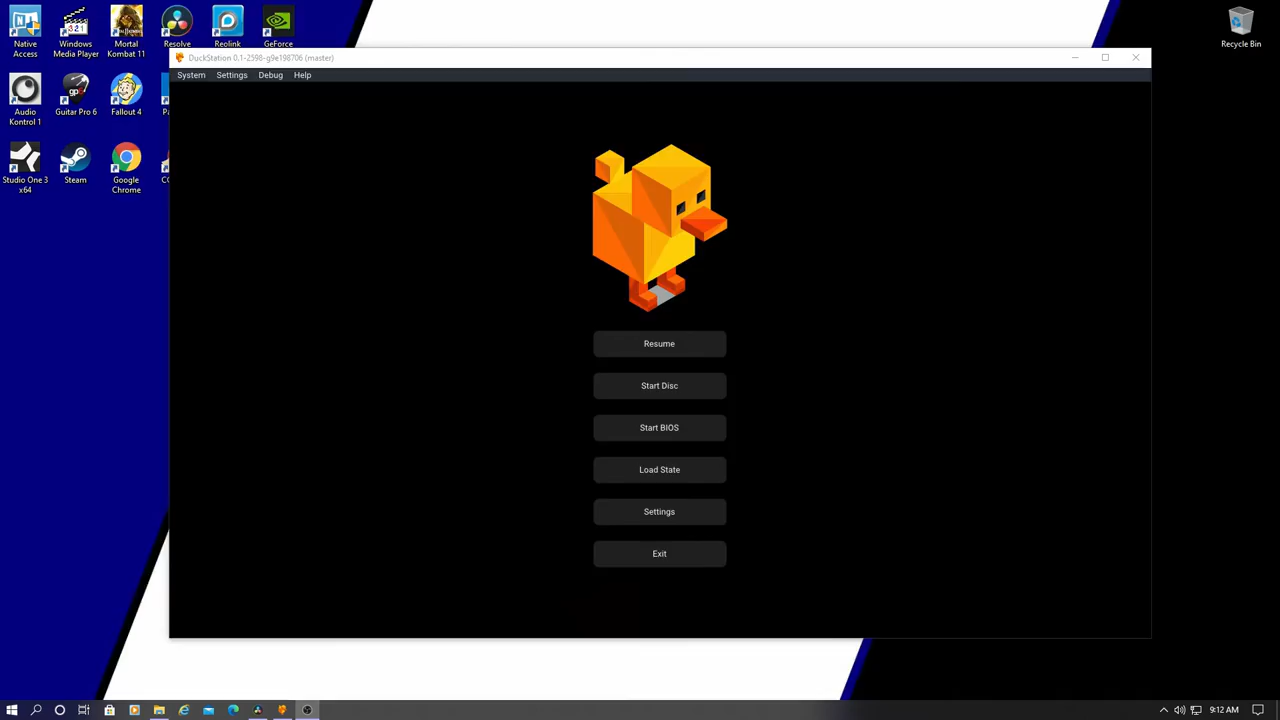 Native
Access
Windows
Media Player
Mortal
Kombat 11
Resolve
Reolink
GeForce
Recycle Bin
DuckStation 0.1-2598-g9e198706 (master)
System Settings Debug Help
Audio
Kontrol 1
Guitar Pro 6
Fallout 4
Pa
Studio One 3
x64
Steam
Google
Chrome
Resume
Start Disc
Start BIOS
Load State
Settings
Exit
9:12 AM